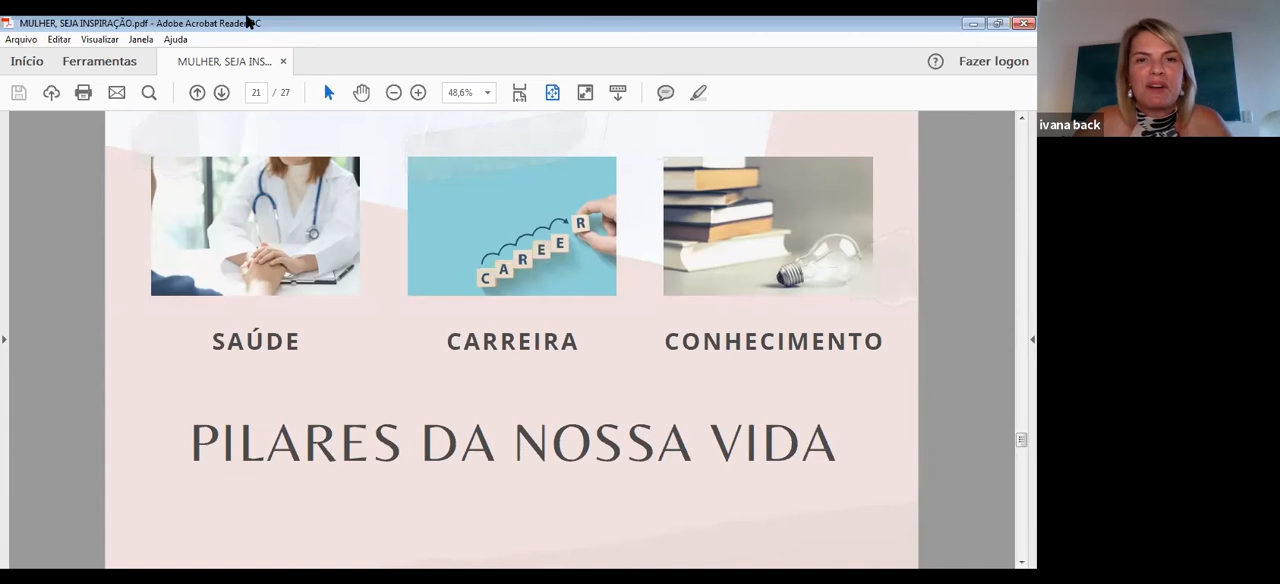 MULHER, SEJA INSPIRAÇÃO.pdf - Adobe Acrobat Reader DC
Arquivo Editar Visualizar Janela Ajuda
Início Ferramentas MULHER, SEJA INS... × Fazer logon
21 / 27 48,6%
ivana back
C A R E E R
SAÚDE CARREIRA CONHECIMENTO
PILARES DA NOSSA VIDA